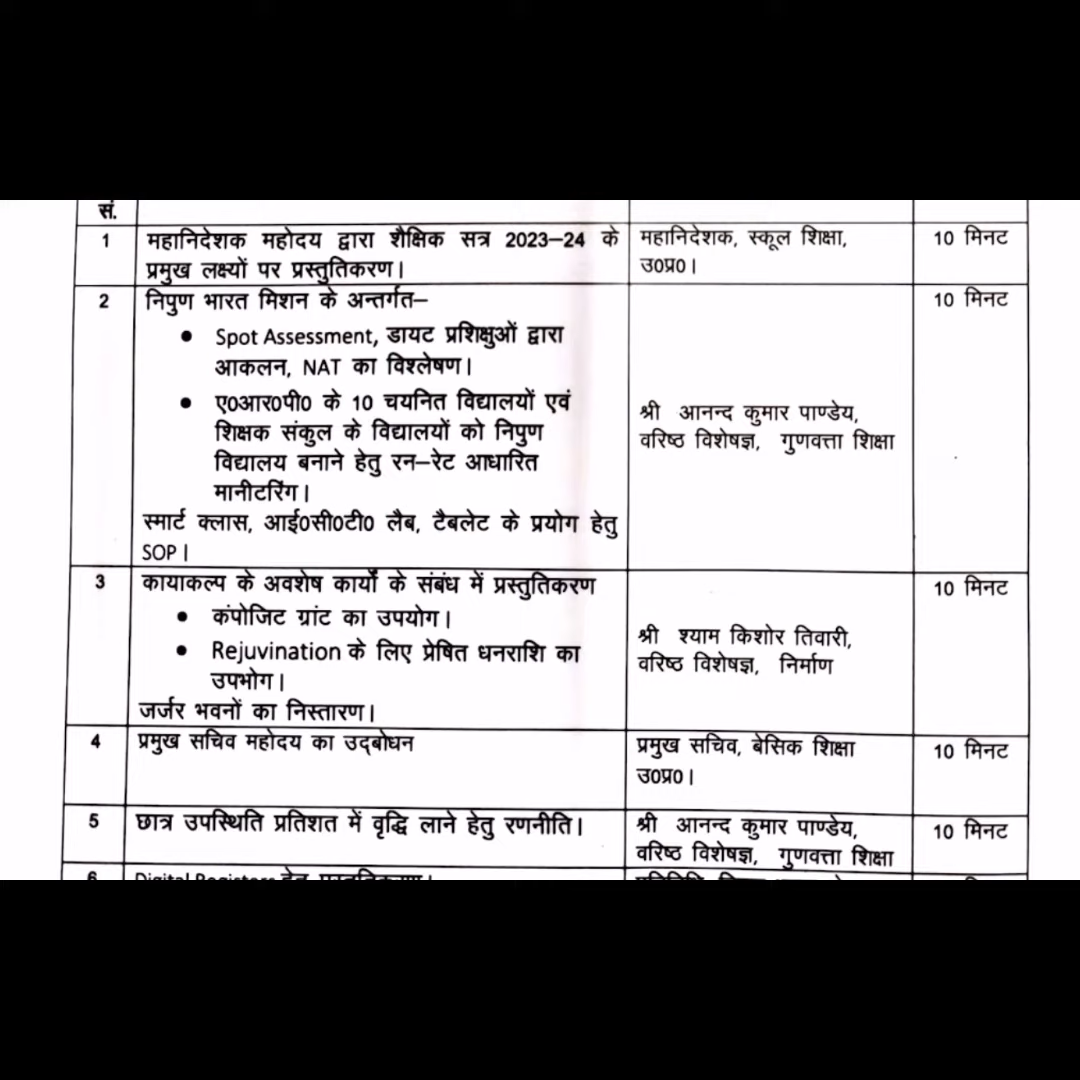 सं.
1
महानिदेशक महोदय द्वारा शैक्षिक सत्र 2023–24 के
प्रमुख लक्ष्यों पर प्रस्तुतिकरण।
महानिदेशक, स्कूल शिक्षा,
उ0प्र0।
10 मिनट
2
निपुण भारत मिशन के अन्तर्गत–
● Spot Assessment, डायट प्रशिक्षुओं द्वारा
आकलन, NAT का विश्लेषण।
● ए0आर0पी0 के 10 चयनित विद्यालयों एवं
शिक्षक संकुल के विद्यालयों को निपुण
विद्यालय बनाने हेतु रन–रेट आधारित
मानीटरिंग।
स्मार्ट क्लास, आई0सी0टी0 लैब, टैबलेट के प्रयोग हेतु
SOP।
श्री आनन्द कुमार पाण्डेय,
वरिष्ठ विशेषज्ञ, गुणवत्ता शिक्षा
10 मिनट
3
कायाकल्प के अवशेष कार्यों के संबंध में प्रस्तुतिकरण
● कंपोजिट ग्रांट का उपयोग।
● Rejuvination के लिए प्रेषित धनराशि का
उपभोग।
जर्जर भवनों का निस्तारण।
श्री श्याम किशोर तिवारी,
वरिष्ठ विशेषज्ञ, निर्माण
10 मिनट
4
प्रमुख सचिव महोदय का उद्बोधन
प्रमुख सचिव, बेसिक शिक्षा
उ0प्र0।
10 मिनट
5
छात्र उपस्थिति प्रतिशत में वृद्धि लाने हेतु रणनीति।
श्री आनन्द कुमार पाण्डेय,
वरिष्ठ विशेषज्ञ, गुणवत्ता शिक्षा
10 मिनट
6
Digital Registers हेतु प्रस्तुतिकरण।